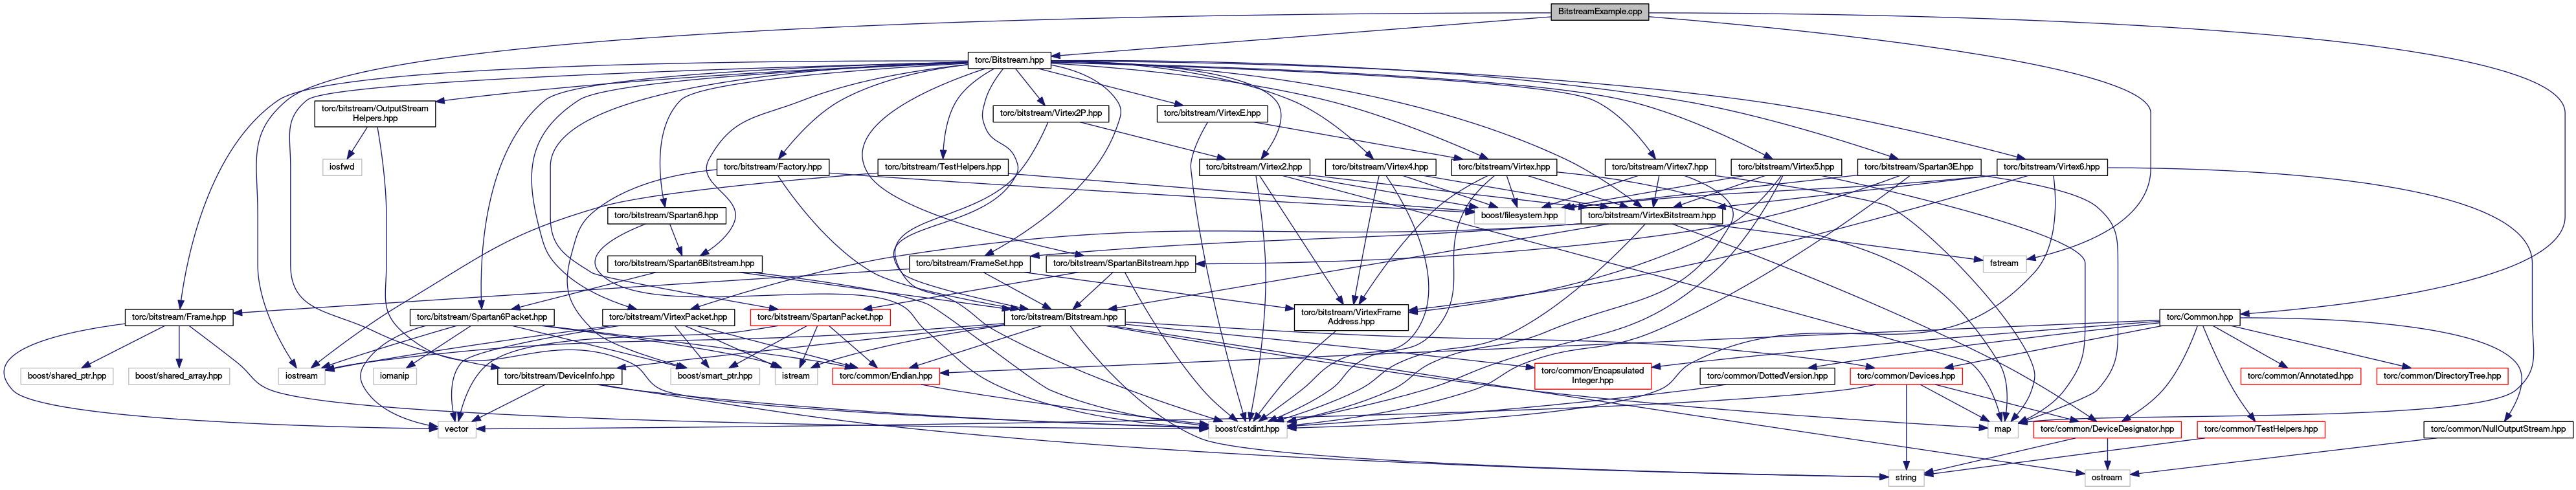 BitstreamExample.cpp
torc/Bitstream.hpp
torc/bitstream/OutputStream
Helpers.hpp
torc/bitstream/Virtex2P.hpp
torc/bitstream/VirtexE.hpp
iosfwd
torc/bitstream/Factory.hpp
torc/bitstream/TestHelpers.hpp
torc/bitstream/Virtex2.hpp
torc/bitstream/Virtex4.hpp
torc/bitstream/Virtex.hpp
torc/bitstream/Virtex7.hpp
torc/bitstream/Virtex5.hpp
torc/bitstream/Spartan3E.hpp
torc/bitstream/Virtex6.hpp
torc/bitstream/Spartan6.hpp
boost/filesystem.hpp
torc/bitstream/VirtexBitstream.hpp
torc/bitstream/Spartan6Bitstream.hpp
torc/bitstream/FrameSet.hpp
torc/bitstream/SpartanBitstream.hpp
fstream
torc/bitstream/Frame.hpp
torc/bitstream/Spartan6Packet.hpp
torc/bitstream/VirtexPacket.hpp
torc/bitstream/SpartanPacket.hpp
torc/bitstream/Bitstream.hpp
torc/bitstream/VirtexFrame
Address.hpp
torc/Common.hpp
boost/shared_ptr.hpp
boost/shared_array.hpp
iostream
iomanip
torc/bitstream/DeviceInfo.hpp
boost/smart_ptr.hpp
istream
torc/common/Endian.hpp
torc/common/Encapsulated
Integer.hpp
torc/common/DottedVersion.hpp
torc/common/Devices.hpp
torc/common/Annotated.hpp
torc/common/DirectoryTree.hpp
vector
boost/cstdint.hpp
map
torc/common/DeviceDesignator.hpp
torc/common/TestHelpers.hpp
torc/common/NullOutputStream.hpp
string
ostream